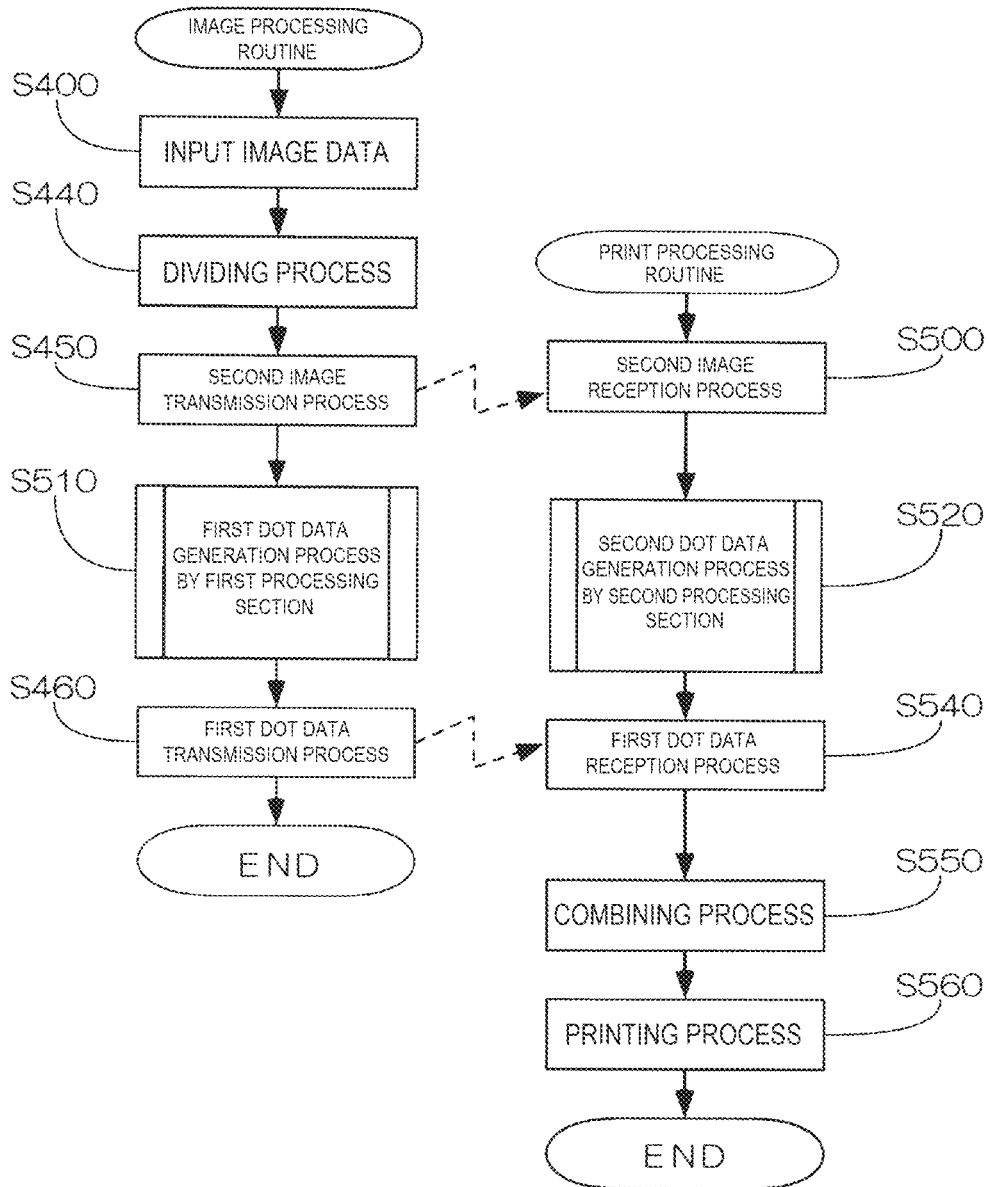 IMAGE PROCESSING
ROUTINE
S400
INPUT IMAGE DATA
S440
DIVIDING PROCESS
S450
SECOND IMAGE
TRANSMISSION PROCESS
S510
FIRST DOT DATA
GENERATION PROCESS
BY FIRST PROCESSING
SECTION
S460
FIRST DOT DATA
TRANSMISSION PROCESS
END
PRINT PROCESSING
ROUTINE
S500
SECOND IMAGE
RECEPTION PROCESS
S520
SECOND DOT DATA
GENERATION PROCESS
BY SECOND PROCESSING
SECTION
S540
FIRST DOT DATA
RECEPTION PROCESS
S550
COMBINING PROCESS
S560
PRINTING PROCESS
END